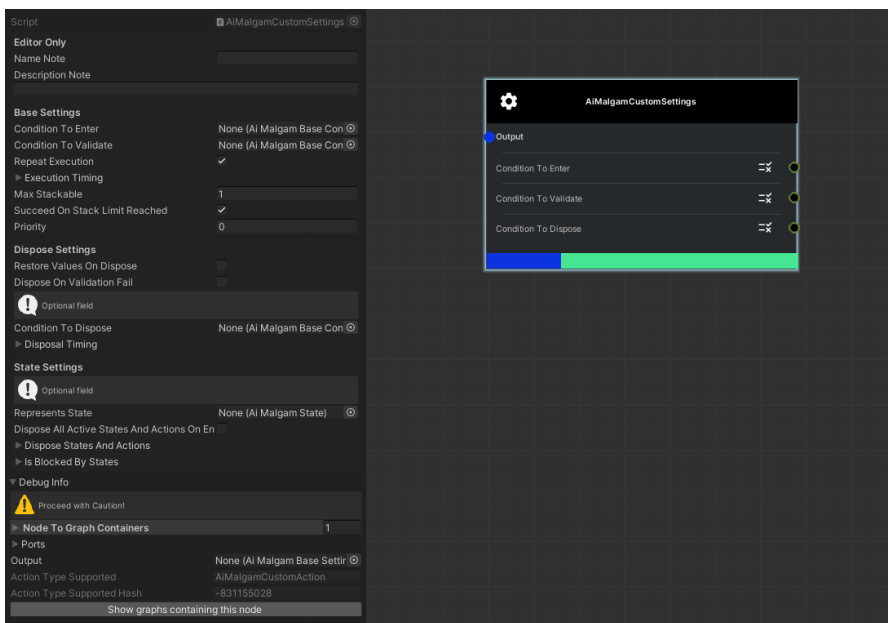 Script AiMalgamCustomSettings
Editor Only
Name Note
Description Note
Base Settings
Condition To Enter None (Ai Malgam Base Con
Condition To Validate None (Ai Malgam Base Con
Repeat Execution
Execution Timing
Max Stackable 1
Succeed On Stack Limit Reached
Priority 0
Dispose Settings
Restore Values On Dispose
Dispose On Validation Fail
Optional field
Condition To Dispose None (Ai Malgam Base Con
Disposal Timing
State Settings
Optional field
Represents State None (Ai Malgam State)
Dispose All Active States And Actions On En
Dispose States And Actions
Is Blocked By States
Debug Info
Proceed with Caution!
Node To Graph Containers 1
Ports
Output None (Ai Malgam Base Settir
Action Type Supported AiMalgamCustomAction
Action Type Supported Hash -831155028
Show graphs containing this node
AiMalgamCustomSettings
Output
Condition To Enter
Condition To Validate
Condition To Dispose